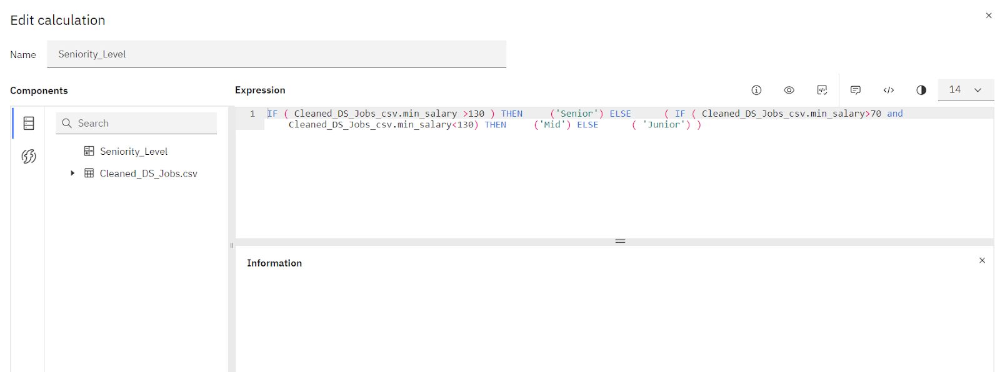 Edit calculation
Name
Seniority_Level
Components
Expression
14
Search
Seniority_Level
Cleaned_DS_Jobs.csv
1
IF ( Cleaned_DS_Jobs_csv.min_salary >130 ) THEN ('Senior') ELSE ( IF ( Cleaned_DS_Jobs_csv.min_salary>70 and
Cleaned_DS_Jobs_csv.min_salary<130) THEN ('Mid') ELSE ( 'Junior') )
Information